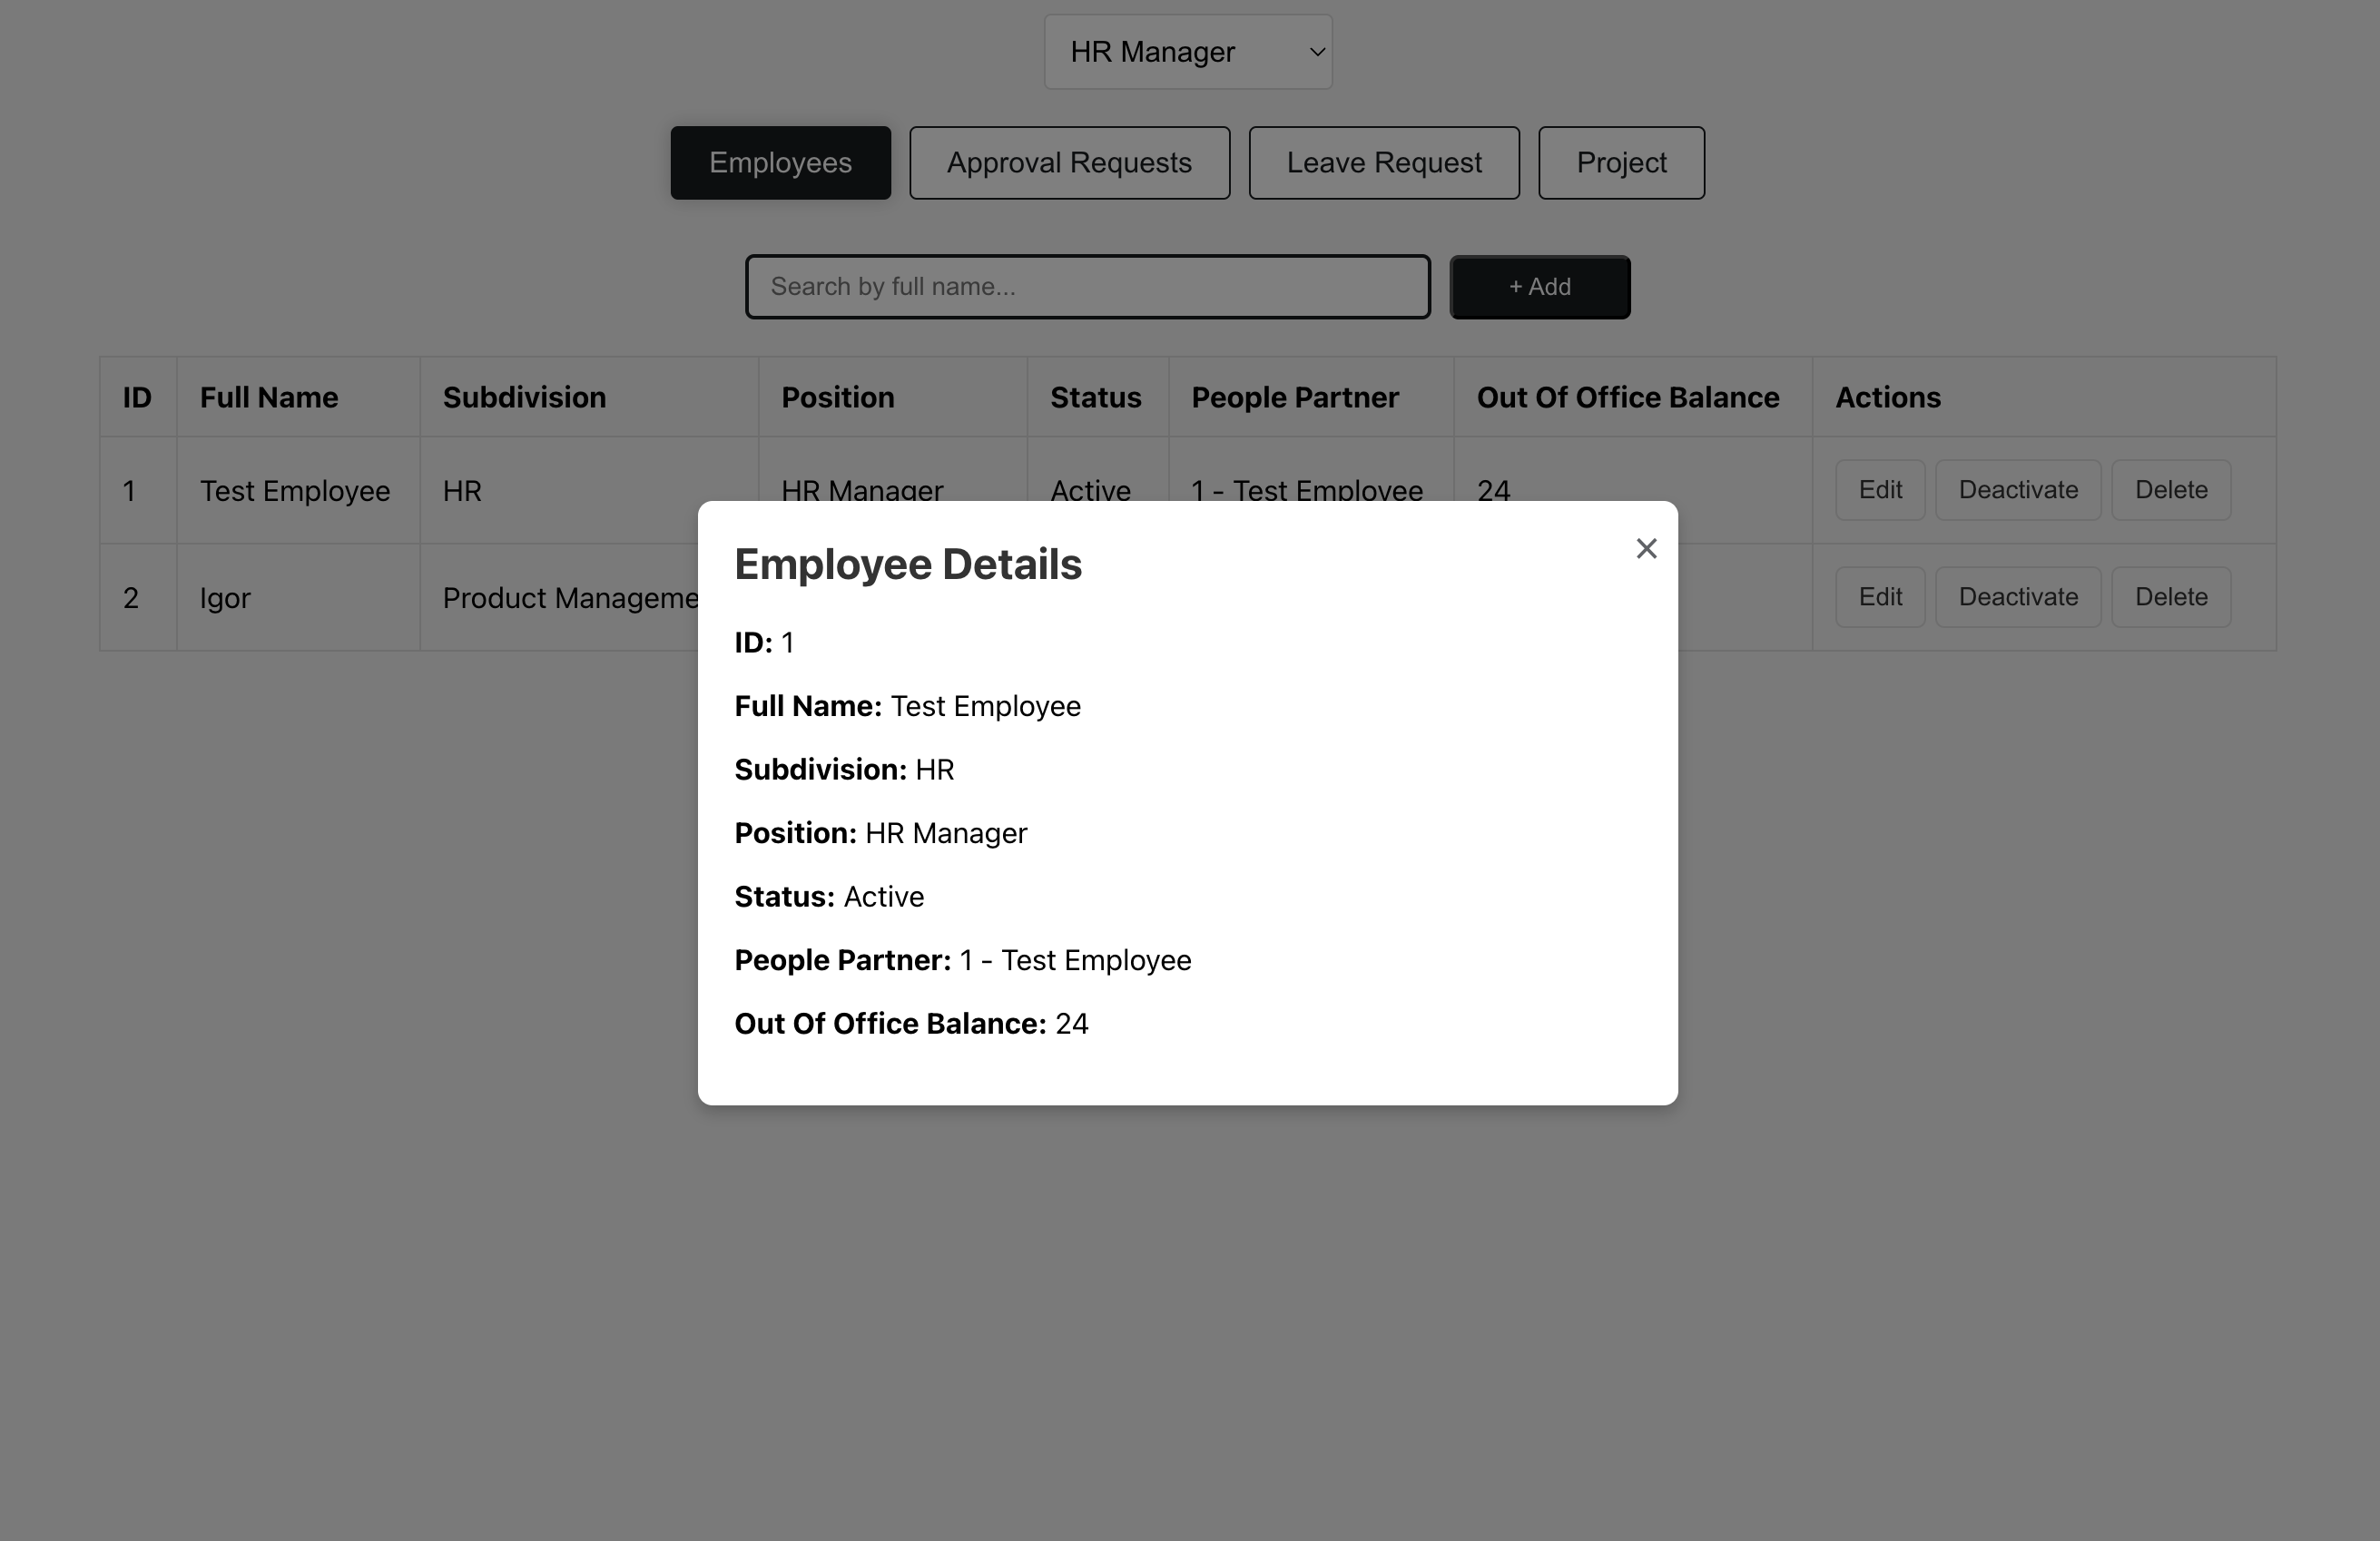 HR Manager
Employees Approval Requests Leave Request Project
Search by full name... + Add
ID Full Name Subdivision Position Status People Partner Out Of Office Balance Actions
1 Test Employee HR HR Manager Active 1 - Test Employee 24 Edit Deactivate Delete
2 Igor Product Manageme Edit Deactivate Delete
Employee Details ×
ID: 1
Full Name: Test Employee
Subdivision: HR
Position: HR Manager
Status: Active
People Partner: 1 - Test Employee
Out Of Office Balance: 24